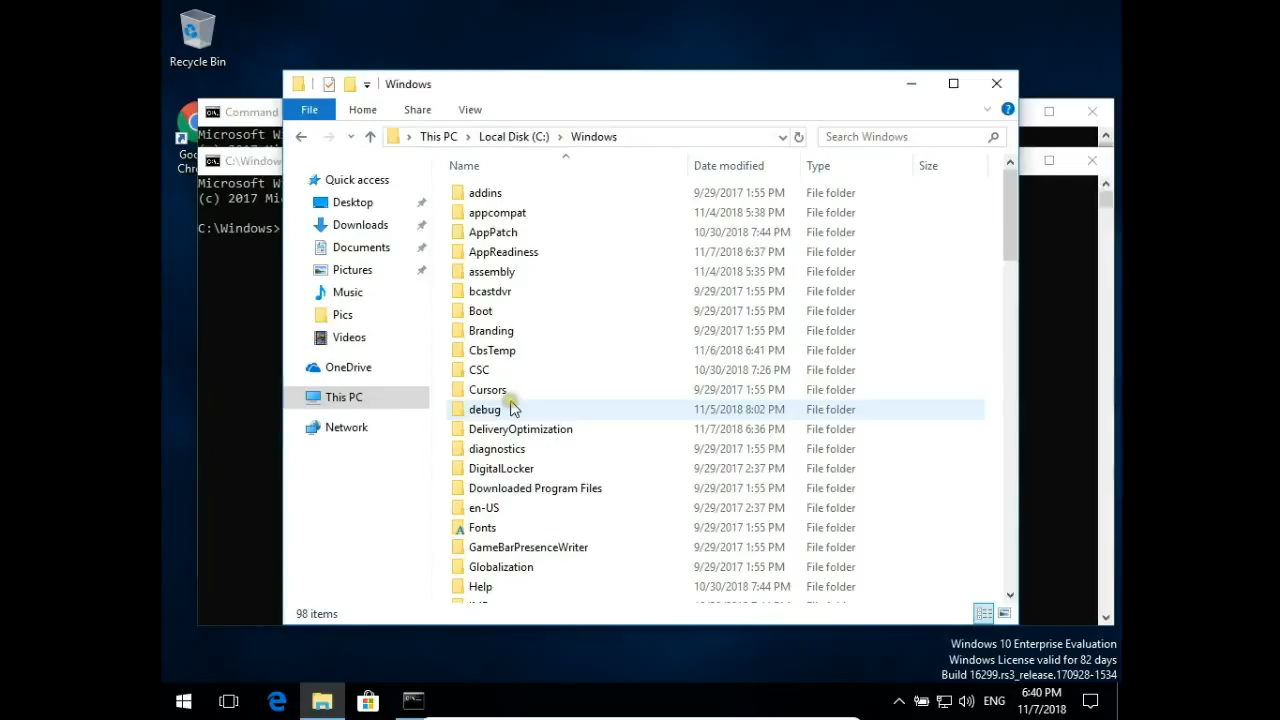 Recycle Bin
Windows
Command
File
Home
Share
View
Microsoft W
This PC
Local Disk (C:)
Windows
Search Windows
C:\Window
Name
Date modified
Type
Size
Microsoft W
(c) 2017 Mi
C:\Windows>
Quick access
Desktop
Downloads
Documents
Pictures
Music
Pics
Videos
OneDrive
This PC
Network
addins 9/29/2017 1:55 PM File folder
appcompat 11/4/2018 5:38 PM File folder
AppPatch 10/30/2018 7:44 PM File folder
AppReadiness 11/7/2018 6:37 PM File folder
assembly 11/4/2018 5:35 PM File folder
bcastdvr 9/29/2017 1:55 PM File folder
Boot 9/29/2017 1:55 PM File folder
Branding 9/29/2017 1:55 PM File folder
CbsTemp 11/6/2018 6:41 PM File folder
CSC 10/30/2018 7:26 PM File folder
Cursors 9/29/2017 1:55 PM File folder
debug 11/5/2018 8:02 PM File folder
DeliveryOptimization 11/7/2018 6:36 PM File folder
diagnostics 9/29/2017 1:55 PM File folder
DigitalLocker 9/29/2017 2:37 PM File folder
Downloaded Program Files 9/29/2017 1:55 PM File folder
en-US 9/29/2017 2:37 PM File folder
Fonts 9/29/2017 1:55 PM File folder
GameBarPresenceWriter 9/29/2017 1:55 PM File folder
Globalization 9/29/2017 1:55 PM File folder
Help 10/30/2018 7:44 PM File folder
98 items
Windows 10 Enterprise Evaluation
Windows License valid for 82 days
Build 16299.rs3_release.170928-1534
ENG
6:40 PM
11/7/2018